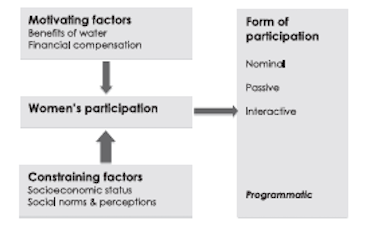 Motivating factors
Benefits of water
Financial compensation
Women's participation
Constraining factors
Socioeconomic status
Social norms & perceptions
Form of
participation
Nominal
Passive
Interactive
Programmatic